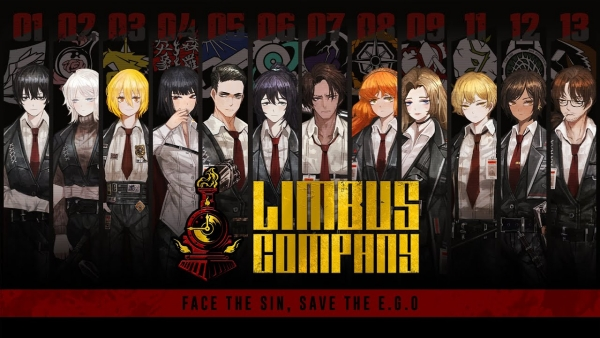 01 02 03 04 05 06 07 08 09 11 12 13
LIMBUS
COMPANY
FACE THE SIN, SAVE THE E.G.O